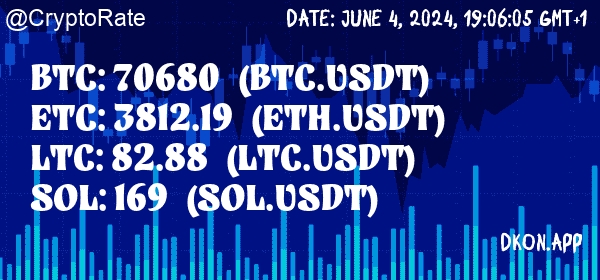 @CryptoRate
DATE: JUNE 4, 2024, 19:06:05 GMT+1
BTC: 70680 (BTC.USDT)
ETC: 3812.19 (ETH.USDT)
LTC: 82.88 (LTC.USDT)
SOL: 169 (SOL.USDT)
DKON.APP